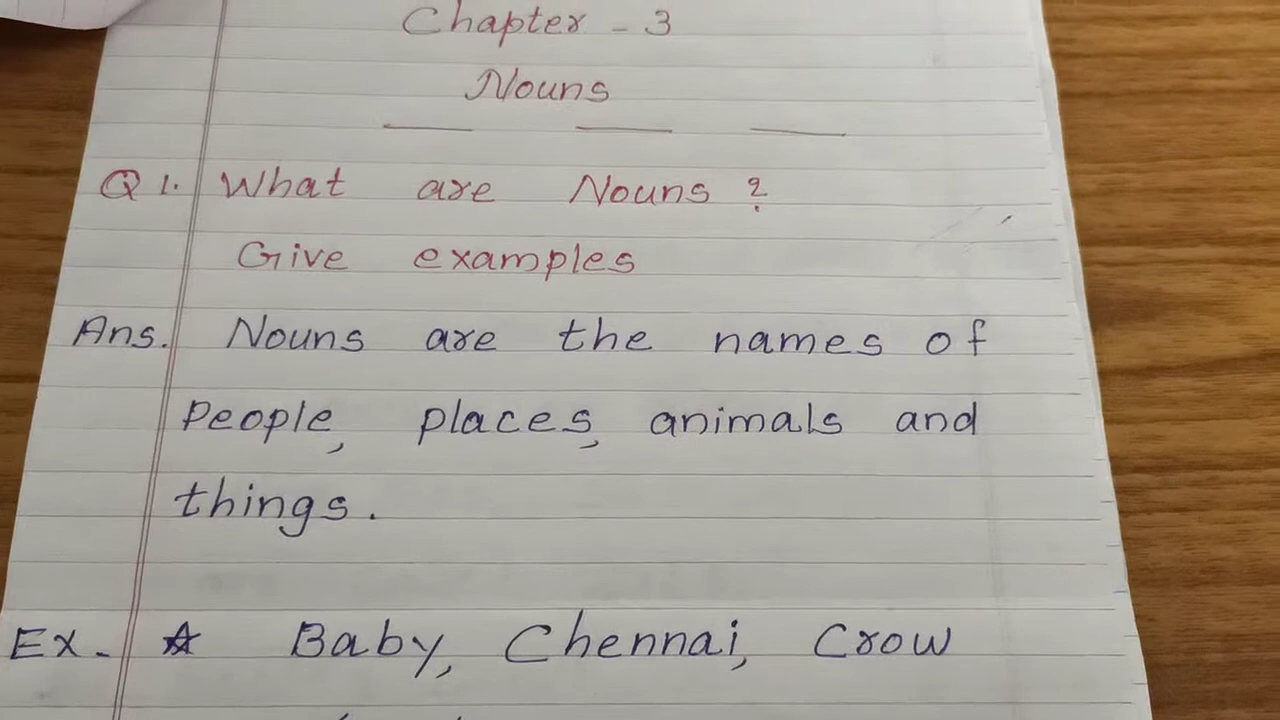 Chapter - 3
Nouns
Q 1. What are Nouns ?
Give examples
Ans. Nouns are the names of
People, places, animals and
things.
Ex. ☆ Baby, Chennai, Crow